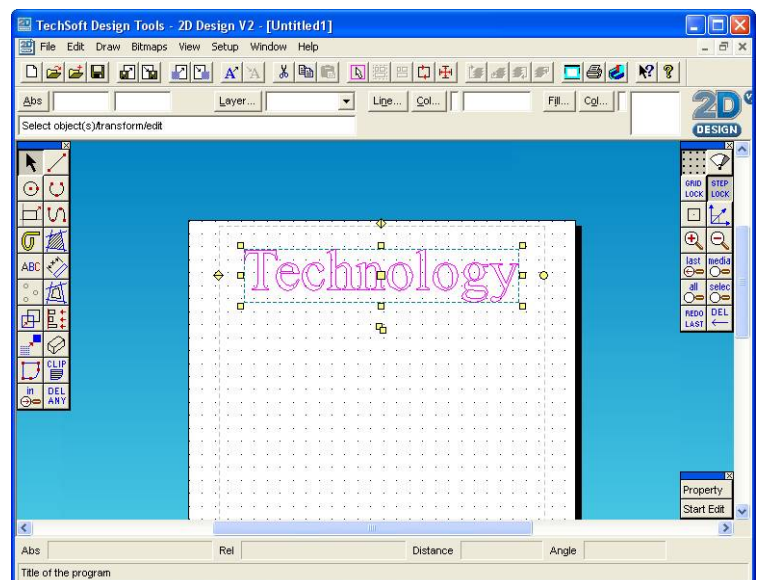 TechSoft Design Tools - 2D Design V2 - [Untitled1]
File Edit Draw Bitmaps View Setup Window Help
Abs Layer... Line... Col... Fill... Col...
2D V
DESIGN
Select object(s)/transform/edit
GRID LOCK STEP LOCK
ABC
last media
all selec
REDO LAST DEL
CLIP
in DEL ANY
Technology
Property
Start Edit
Abs Rel Distance Angle
Title of the program